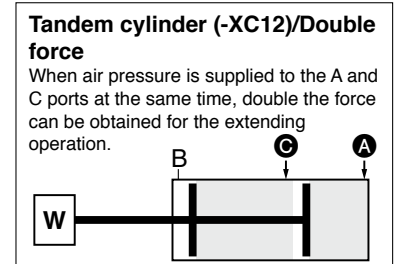 Tandem cylinder (-XC12)/Double
force
When air pressure is supplied to the A and
C ports at the same time, double the force
can be obtained for the extending
operation.
B
C
A
W